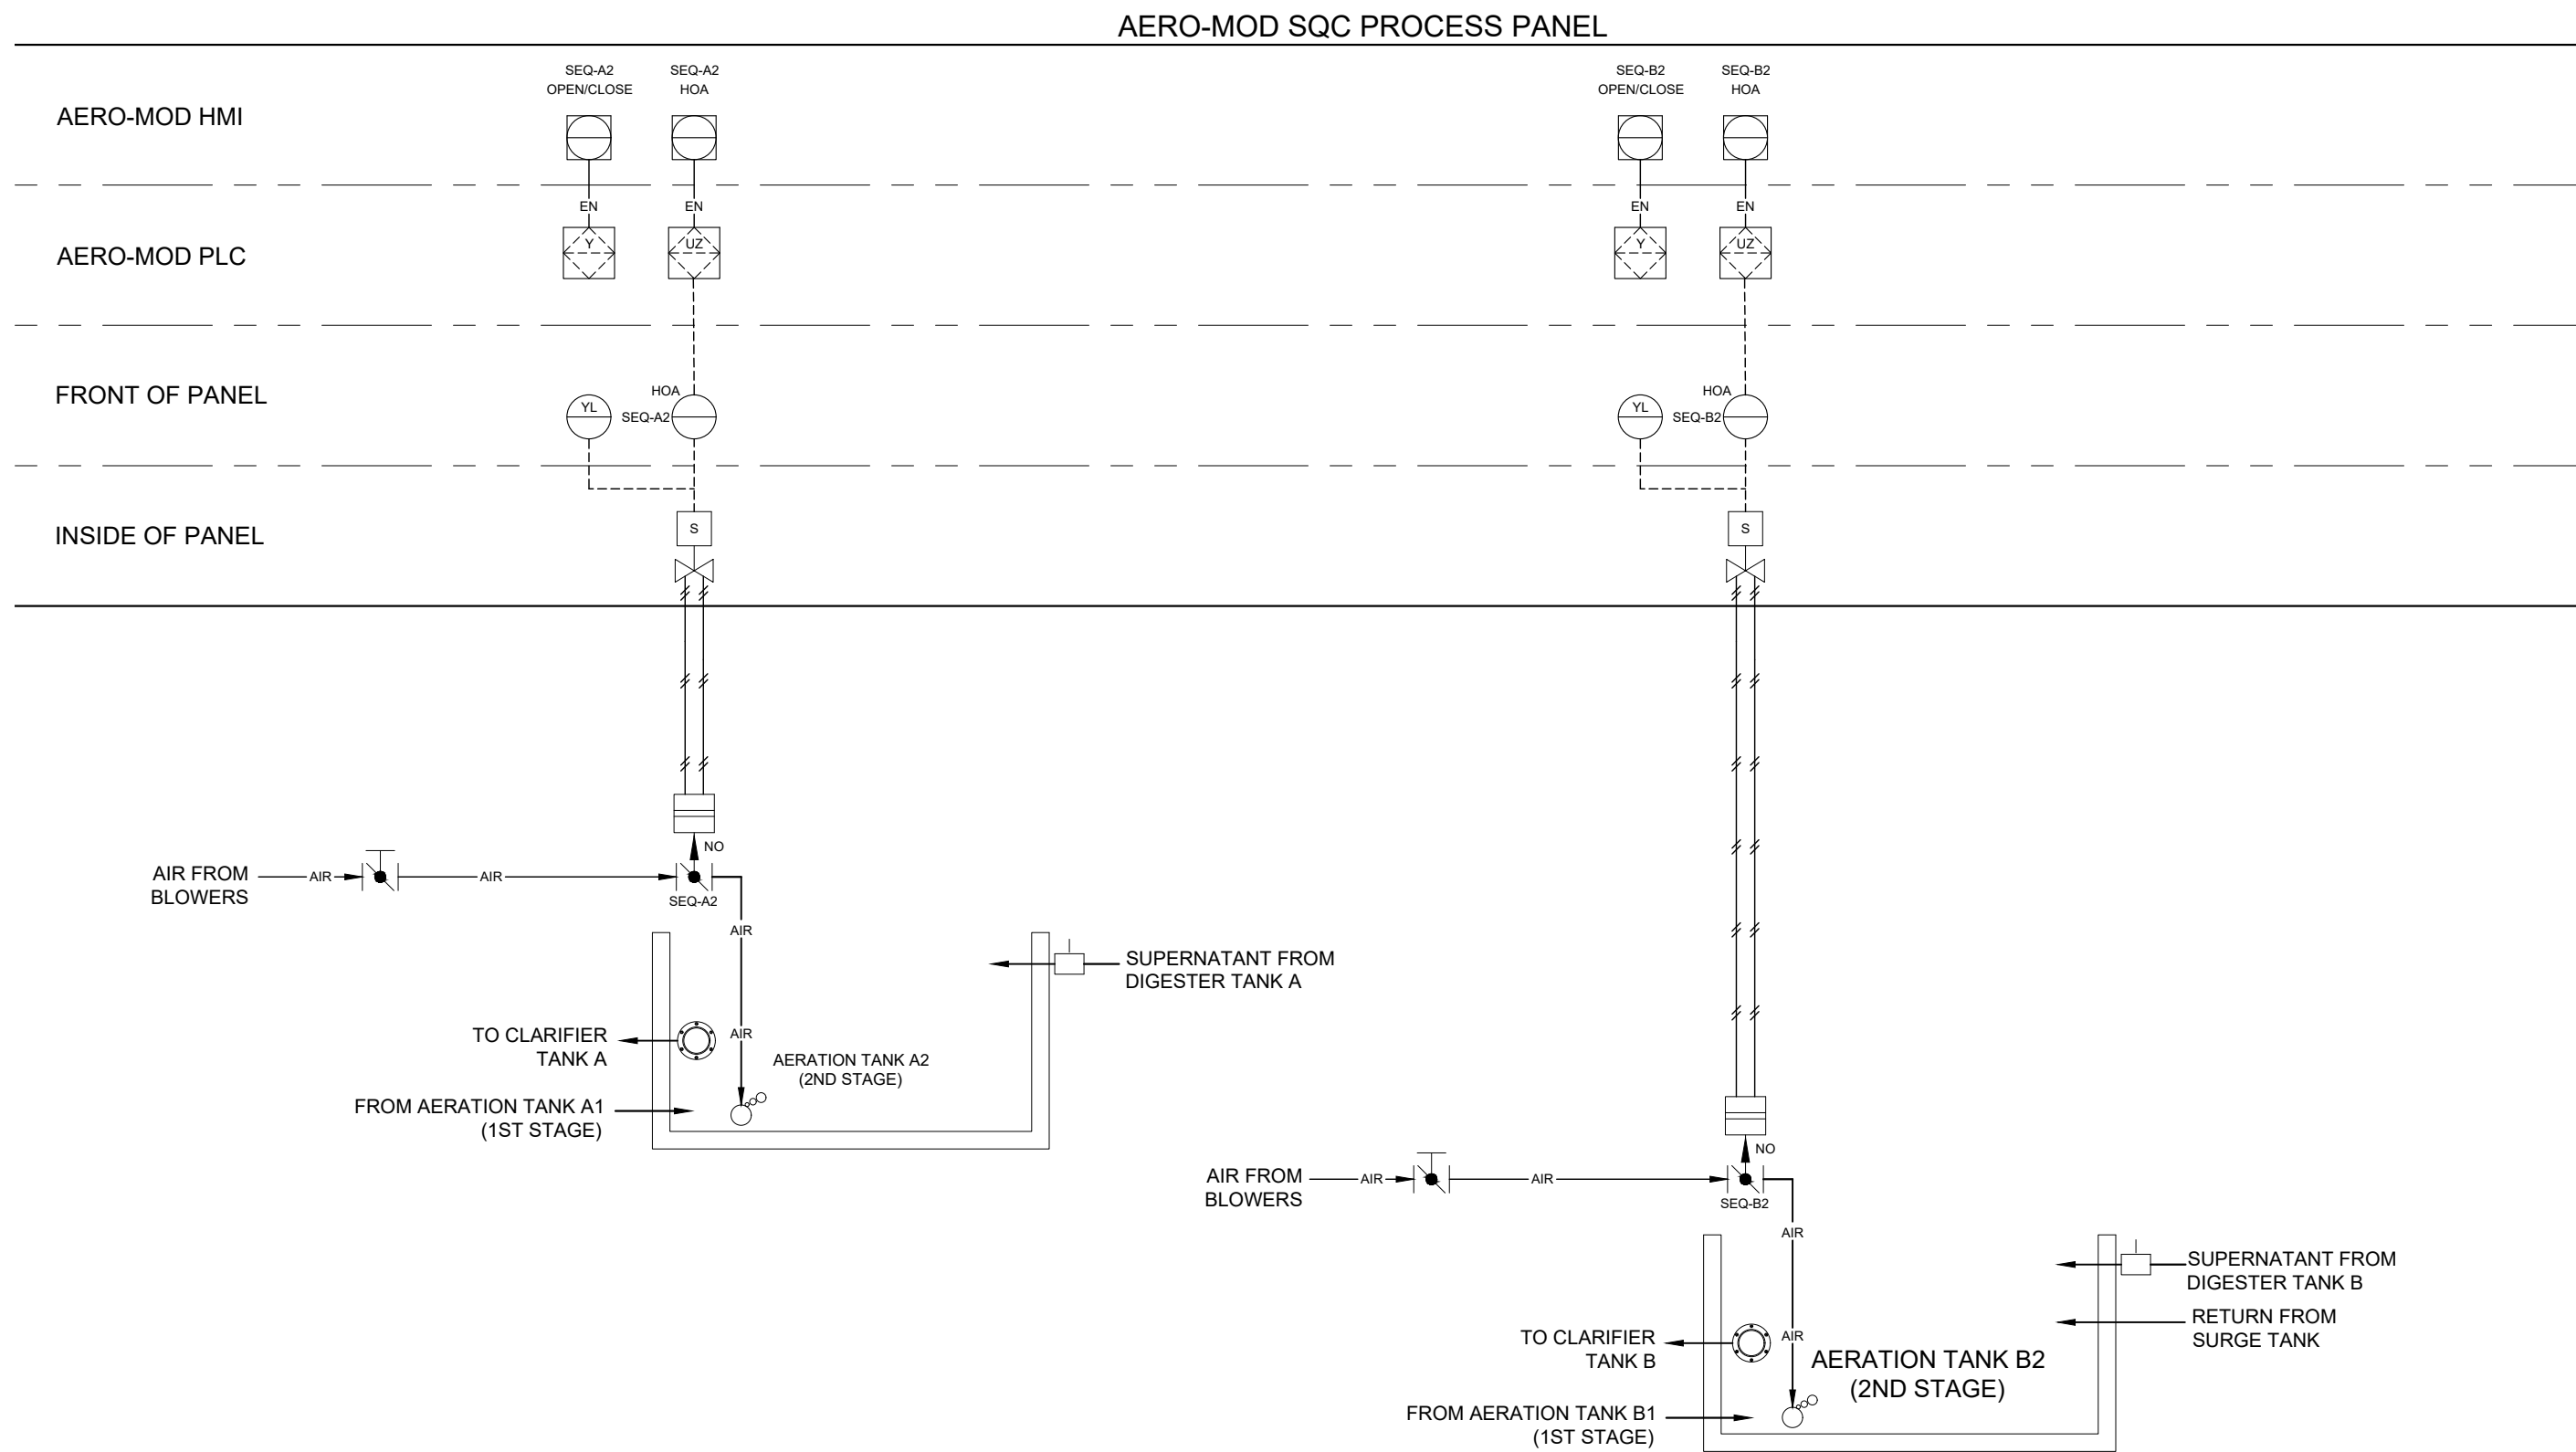 AERO-MOD SQC PROCESS PANEL
SEQ-A2
OPEN/CLOSE
SEQ-A2
HOA
SEQ-B2
OPEN/CLOSE
SEQ-B2
HOA
AERO-MOD HMI
EN
EN
EN
EN
AERO-MOD PLC
Y
UZ
Y
UZ
FRONT OF PANEL
YL
HOA
SEQ-A2
YL
HOA
SEQ-B2
INSIDE OF PANEL
S
S
NO
AIR FROM
BLOWERS
AIR
AIR
SEQ-A2
AIR
SUPERNATANT FROM
DIGESTER TANK A
TO CLARIFIER
TANK A
AIR
AERATION TANK A2
(2ND STAGE)
FROM AERATION TANK A1
(1ST STAGE)
NO
AIR FROM
BLOWERS
AIR
AIR
SEQ-B2
AIR
SUPERNATANT FROM
DIGESTER TANK B
RETURN FROM
SURGE TANK
TO CLARIFIER
TANK B
AIR
AERATION TANK B2
(2ND STAGE)
FROM AERATION TANK B1
(1ST STAGE)